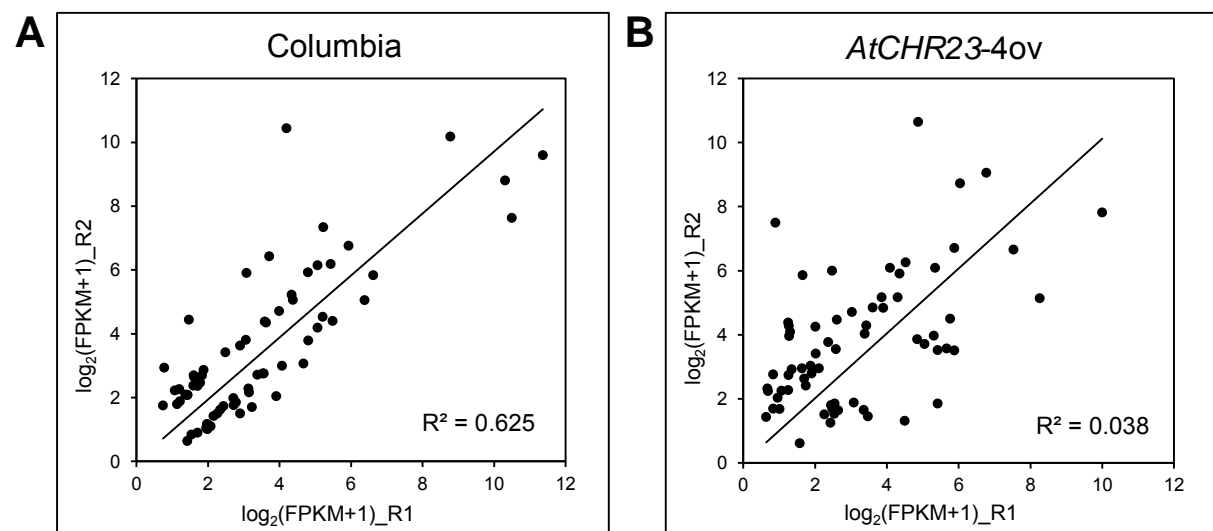 A
Columbia
12
10
8
6
4
2
0
0 2 4 6 8 10 12
log₂(FPKM+1)_R2
log₂(FPKM+1)_R1
R² = 0.625
B
AtCHR23-4ov
12
10
8
6
4
2
0
0 2 4 6 8 10 12
log₂(FPKM+1)_R2
log₂(FPKM+1)_R1
R² = 0.038